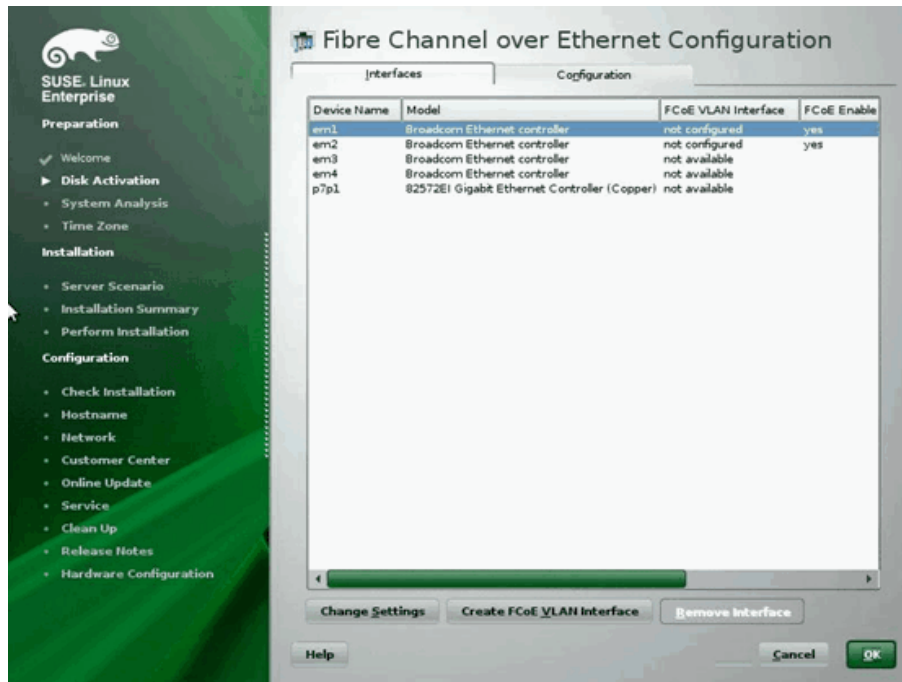 SUSE. Linux
Enterprise
Preparation
Welcome
Disk Activation
System Analysis
Time Zone
Installation
Server Scenario
Installation Summary
Perform Installation
Configuration
Check Installation
Hostname
Network
Customer Center
Online Update
Service
Clean Up
Release Notes
Hardware Configuration
Fibre Channel over Ethernet Configuration
Interfaces Configuration
Device Name Model FCoE VLAN Interface FCoE Enable
em1 Broadcom Ethernet controller not configured yes
em2 Broadcom Ethernet controller not configured yes
em3 Broadcom Ethernet controller not available
em4 Broadcom Ethernet controller not available
p7p1 82572EI Gigabit Ethernet Controller (Copper) not available
Change Settings Create FCoE VLAN Interface Remove Interface
Help Cancel OK